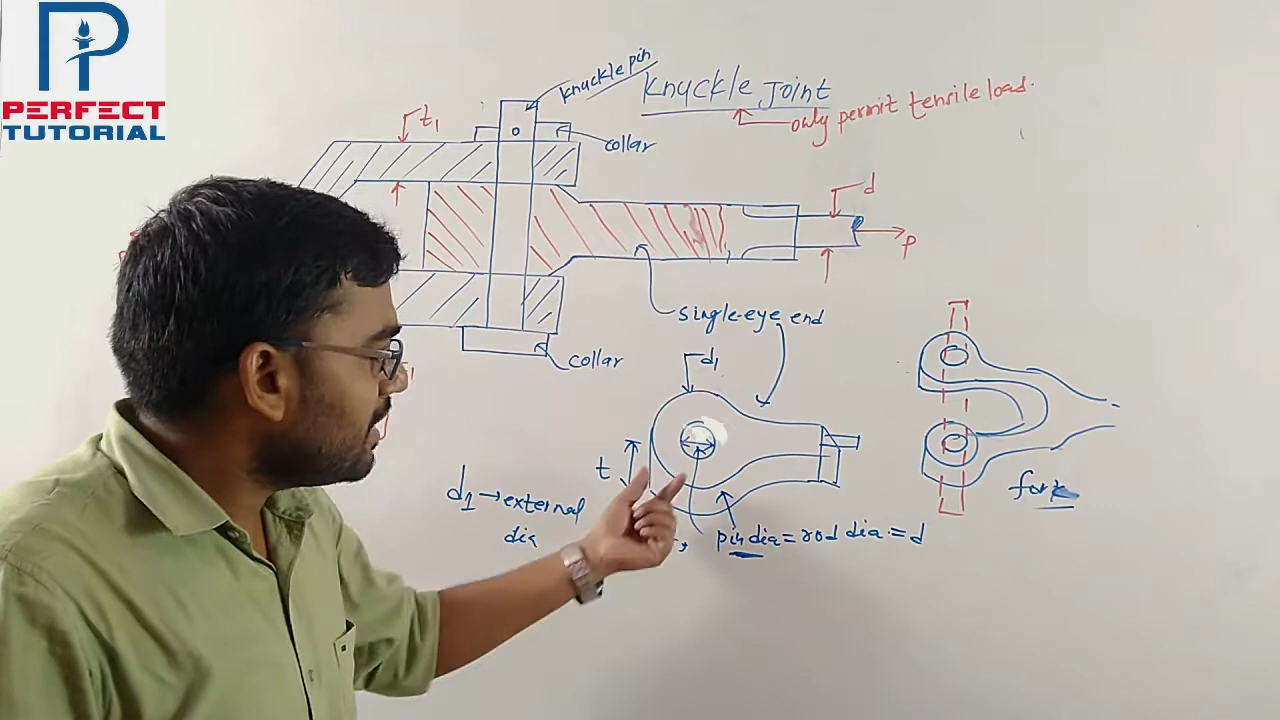 PERFECT
TUTORIAL
knuckle pin
Knuckle Joint
only permit tensile load.
t1
collar
d
P
single-eye end
collar
d1
t
d1 → external
dia
pin dia = rod dia. = d
fork